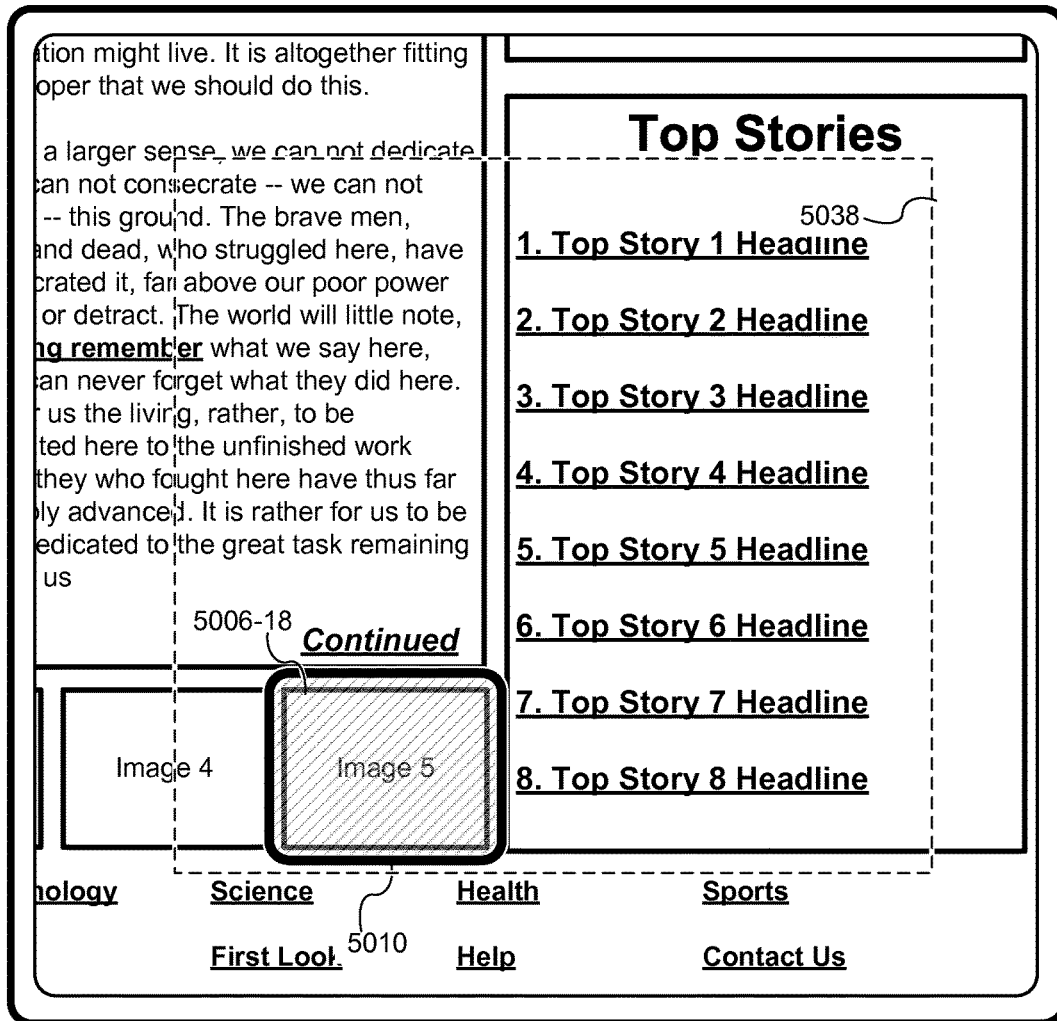 ation might live. It is altogether fitting
oper that we should do this.
a larger sense, we can not dedicate
can not consecrate -- we can not
-- this ground. The brave men,
and dead, who struggled here, have
crated it, far above our poor power
or detract. The world will little note,
ng remember what we say here,
can never forget what they did here.
r us the living, rather, to be
ted here to the unfinished work
they who fought here have thus far
ly advanced. It is rather for us to be
edicated to the great task remaining
us
5006-18
Continued
Image 4
Image 5
Top Stories
5038
1. Top Story 1 Headline
2. Top Story 2 Headline
3. Top Story 3 Headline
4. Top Story 4 Headline
5. Top Story 5 Headline
6. Top Story 6 Headline
7. Top Story 7 Headline
8. Top Story 8 Headline
nology Science Health Sports
First Look 5010 Help Contact Us